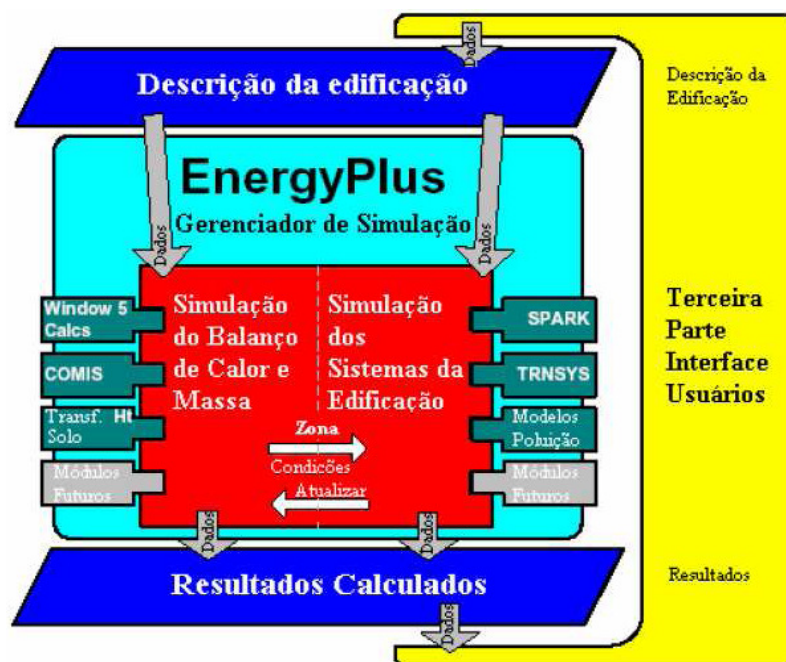 Dados
Descrição da edificação
Descrição da
Edificação
EnergyPlus
Gerenciador de Simulação
Dados
Dados
Window 5
Calcs
COMIS
Transf. Ht
Solo
Módulos
Futuros
Simulação
do Balanço
de Calor e
Massa
Simulação
dos
Sistemas da
Edificação
Zona
Condições
Atualizar
SPARK
TRNSYS
Modelos
Poluição
Módulos
Futuros
Terceira
Parte
Interface
Usuários
Dados
Dados
Resultados Calculados
Resultados
Dados